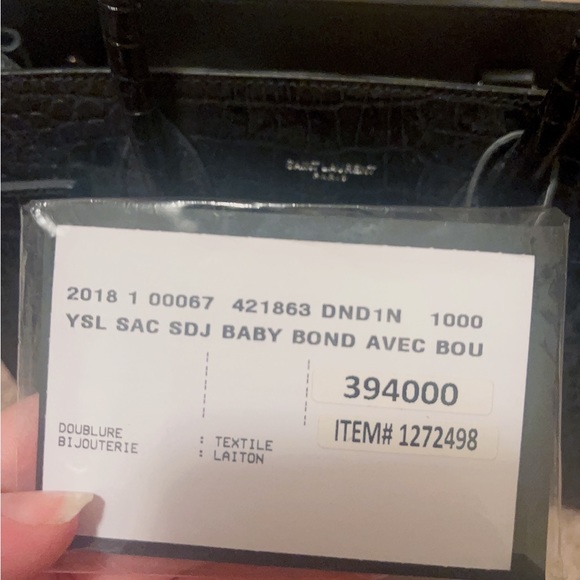 SAINT LAURENT
PARIS
2018 1 00067 421863 DND1N 1000
YSL SAC SDJ BABY BOND AVEC BOU
394000
ITEM# 1272498
DOUBLURE : TEXTILE
BIJOUTERIE : LAITON